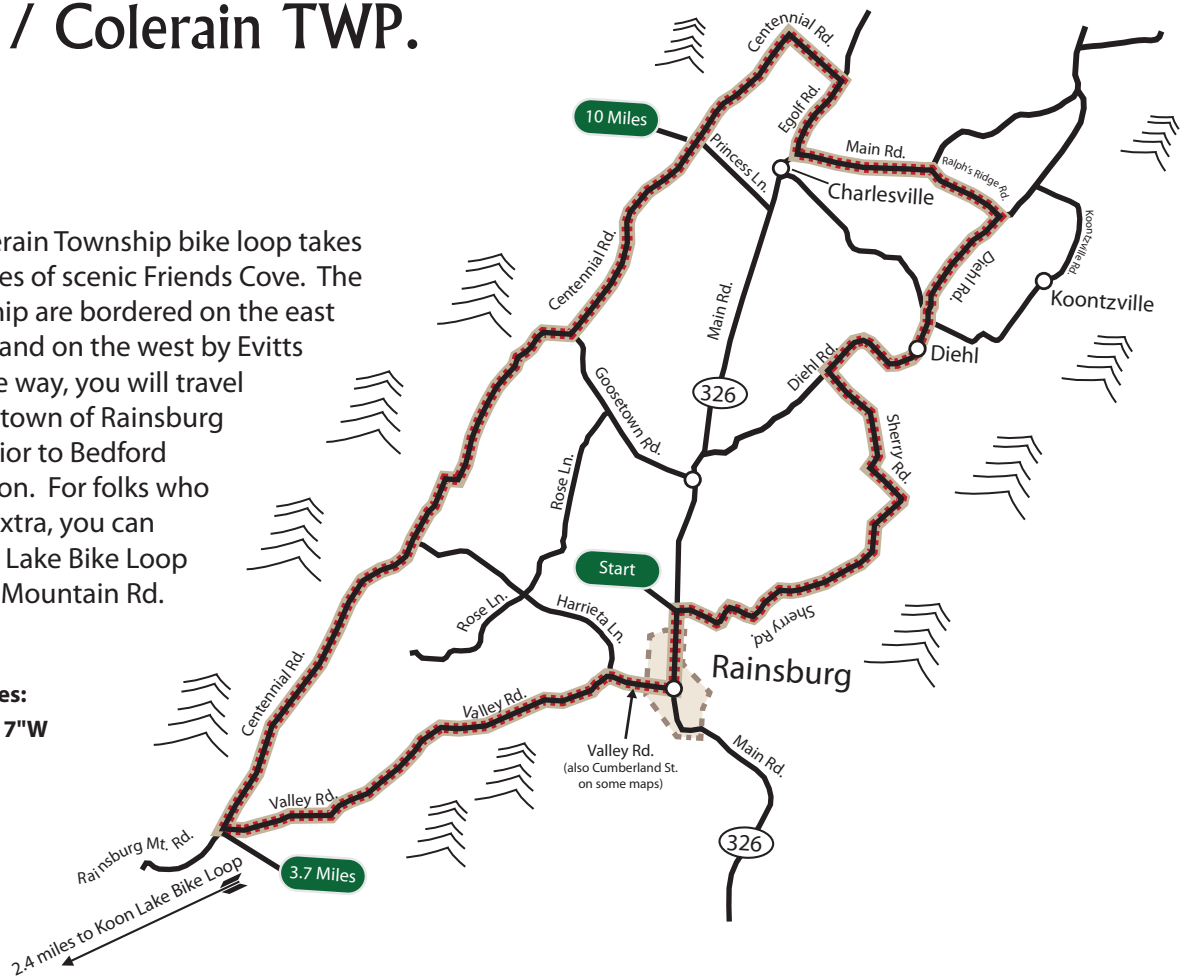 / Colerain TWP.
erain Township bike loop takes
es of scenic Friends Cove. The
ip are bordered on the east
and on the west by Evitts
e way, you will travel
town of Rainsburg
ior to Bedford
on. For folks who
xtra, you can
Lake Bike Loop
Mountain Rd.
es:
7"W
Centennial Rd.
Egolf Rd.
10 Miles
Princess Ln.
Main Rd.
Ralph's Ridge Rd.
Charlesville
Koontzville Rd.
Centennial Rd.
Diehl Rd.
Koontzville
Main Rd.
Diehl
Diehl Rd.
326
Goosetown Rd.
Sherry Rd.
Rose Ln.
Start
Rose Ln.
Harrieta Ln.
Sherry Rd.
Rainsburg
Centennial Rd.
Valley Rd.
Valley Rd.
(also Cumberland St.
on some maps)
Main Rd.
Valley Rd.
326
Rainsburg Mt. Rd.
3.7 Miles
2.4 miles to Koon Lake Bike Loop